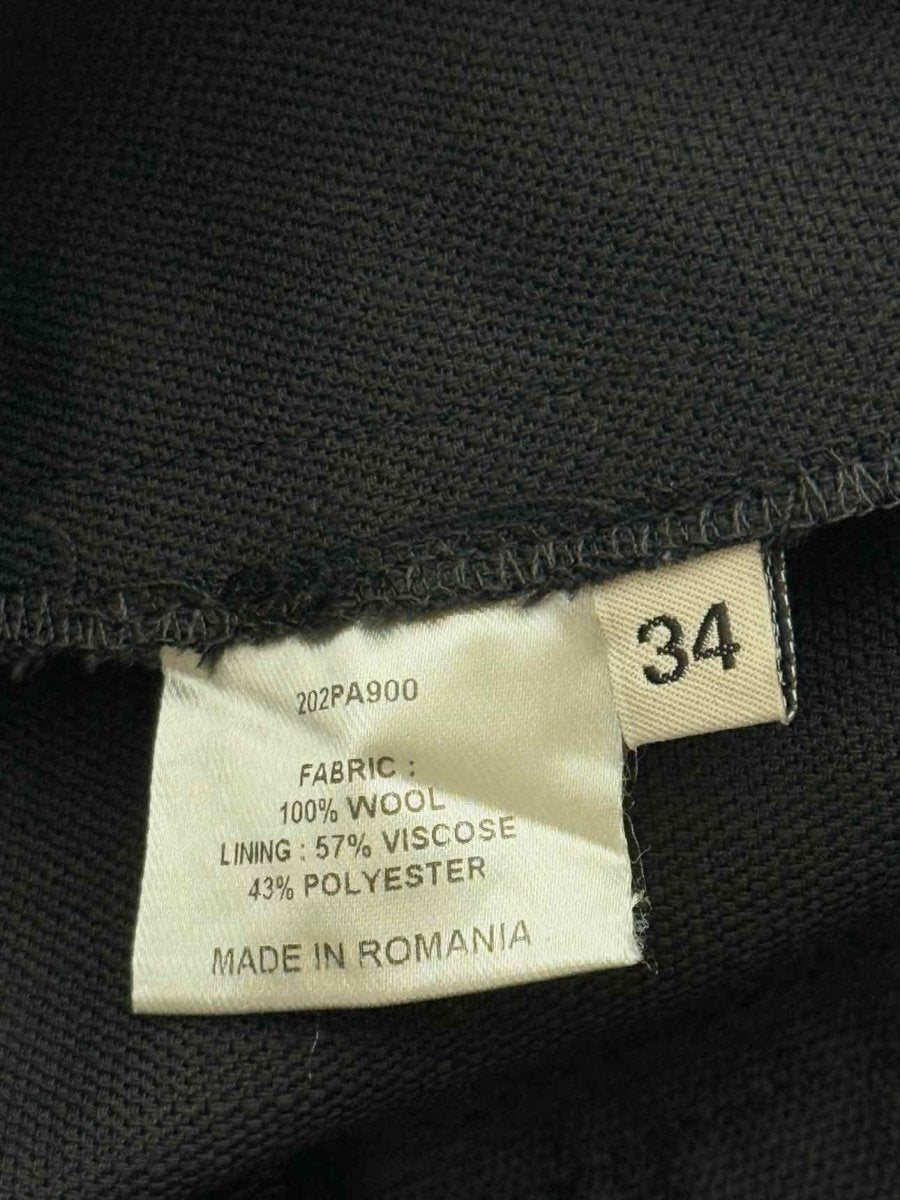 34
202PA900
FABRIC :
100% WOOL
LINING : 57% VISCOSE
43% POLYESTER
MADE IN ROMANIA